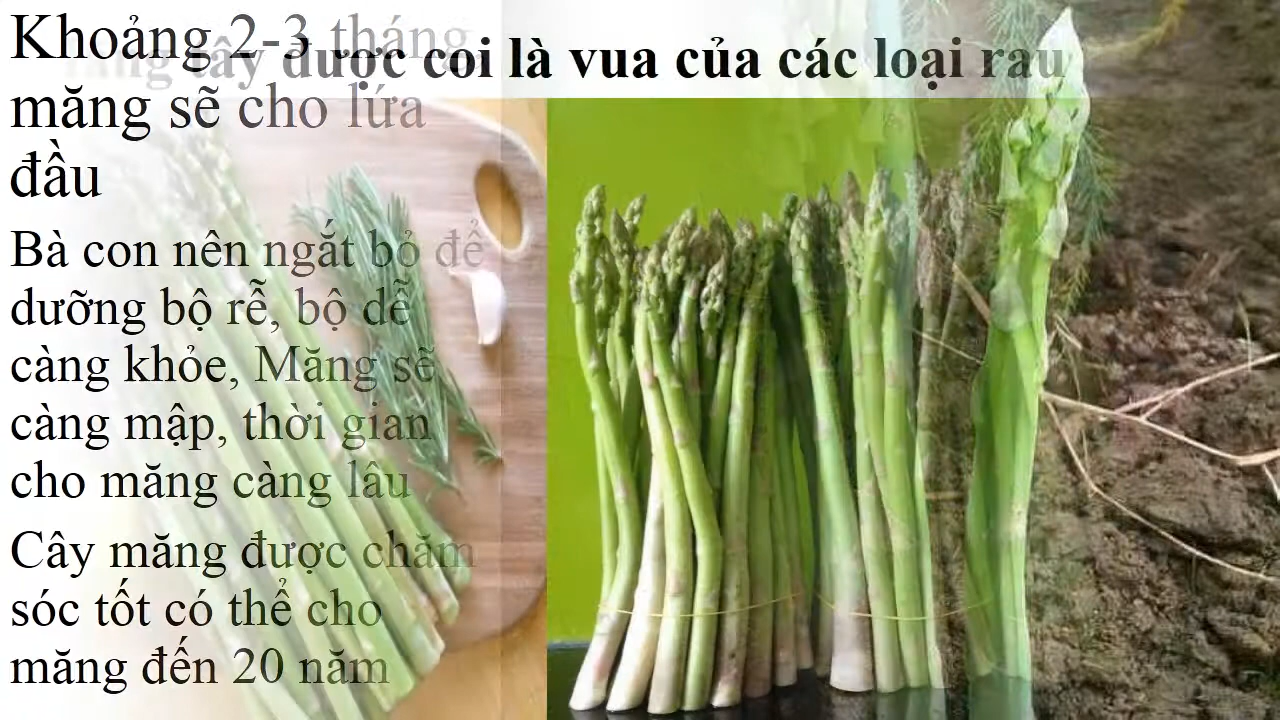 Khoảng 2-3 tháng
tây được coi là vua của các loại rau
măng sẽ cho lứa
đầu
Bà con nên ngắt bỏ để
dưỡng bộ rễ, bộ dễ
càng khỏe, Măng sẽ
càng mập, thời gian
cho măng càng lâu
Cây măng được chăm
sóc tốt có thể cho
măng đến 20 năm